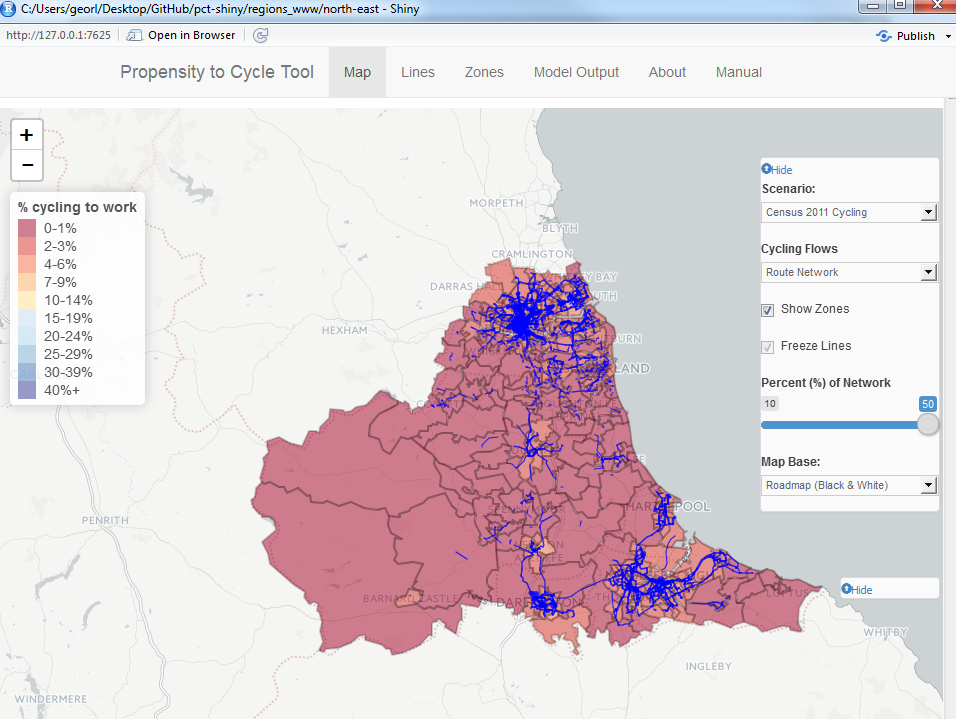 C:/Users/georl/Desktop/GitHub/pct-shiny/regions_www/north-east - Shiny
http://127.0.0.1:7625
Open in Browser
Publish
Propensity to Cycle Tool
Map
Lines
Zones
Model Output
About
Manual
+
−
% cycling to work
0-1%
2-3%
4-6%
7-9%
10-14%
15-19%
20-24%
25-29%
30-39%
40%+
Hide
Scenario:
Census 2011 Cycling
Cycling Flows
Route Network
Show Zones
Freeze Lines
Percent (%) of Network
10
50
Map Base:
Roadmap (Black & White)
Hide
MORPETH
BLYTH
CRAMLINGTON
DARRAS HALL
HEXHAM
PENRITH
BARNARD CASTLE
LOFTUS
WHITBY
INGLEBY
WINDERMERE